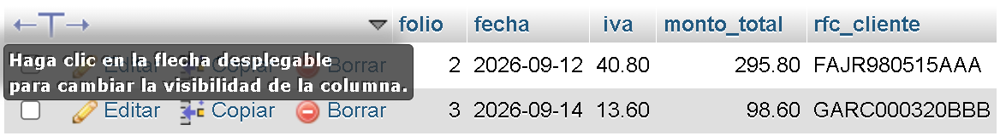 folio fecha iva monto_total rfc_cliente
Haga clic en la flecha desplegable
para cambiar la visibilidad de la columna.
Editar Copiar Borrar 2 2026-09-12 40.80 295.80 FAJR980515AAA
Editar Copiar Borrar 3 2026-09-14 13.60 98.60 GARC000320BBB